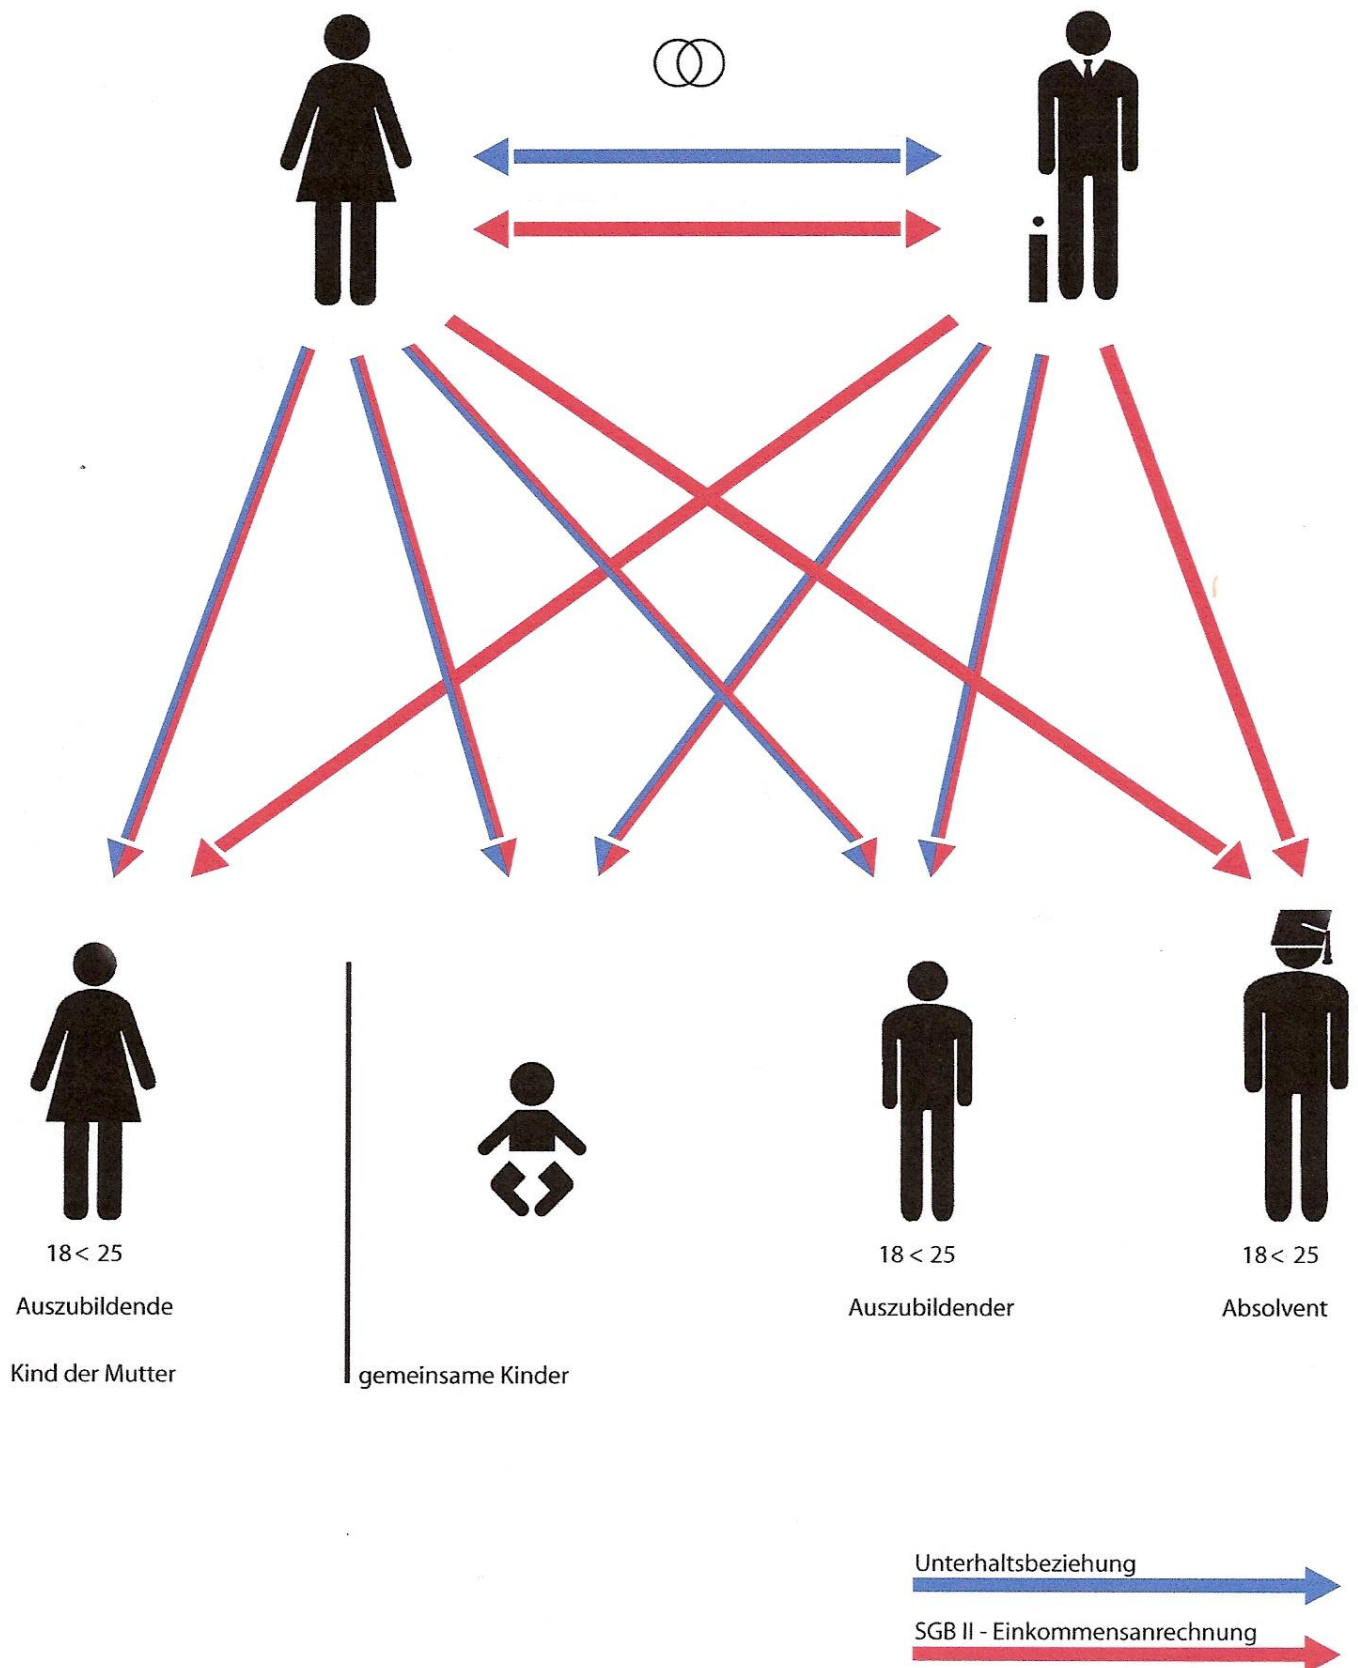 18 < 25
Auszubildende
Kind der Mutter
gemeinsame Kinder
18 < 25
Auszubildender
18 < 25
Absolvent
Unterhaltsbeziehung
SGB II - Einkommensanrechnung